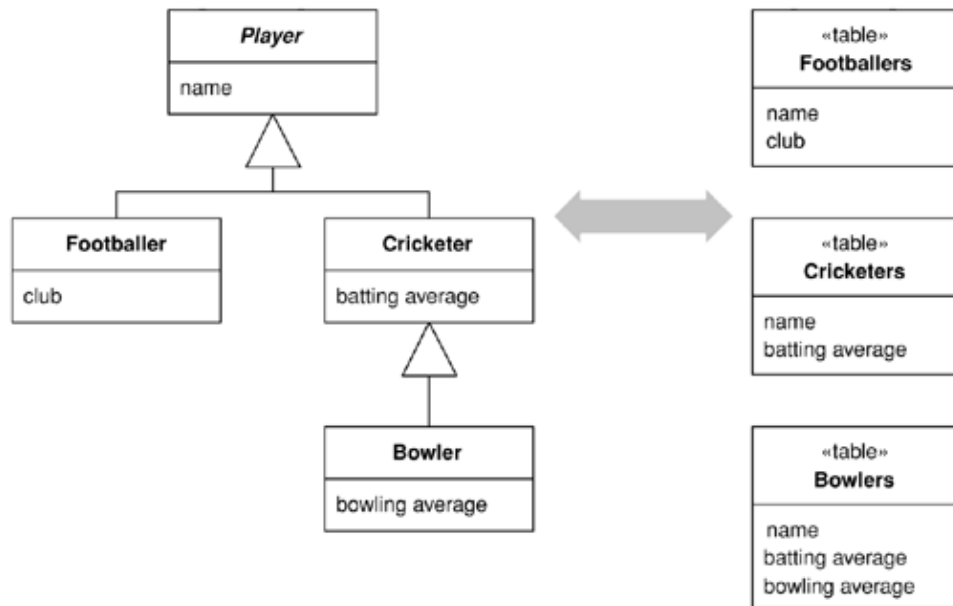 Player
name
Footballer
club
Cricketer
batting average
Bowler
bowling average
«table»
Footballers
name
club
«table»
Cricketers
name
batting average
«table»
Bowlers
name
batting average
bowling average